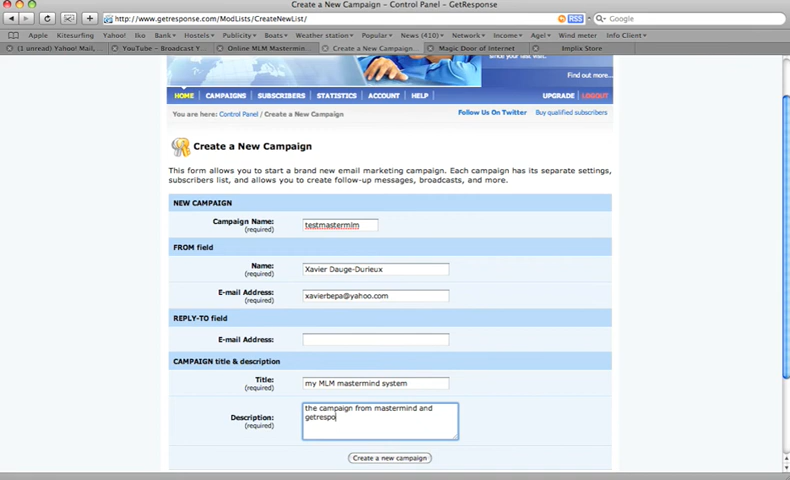 Create a New Campaign – Control Panel – GetResponse
http://www.getresponse.com/ModLists/CreateNewList/
RSS
Google
Apple Kitesurfing Yahoo! Iko Bank Hostels Publicity Boats Weather station Popular News (410) Network Income Agel Wind meter Info Client
(1 unread) Yahoo! Mail,... YouTube – Broadcast Y... Online MLM Mastermin... Create a New Campaign... Magic Door of Internet Implix Store
Find out more...
HOME CAMPAIGNS SUBSCRIBERS STATISTICS ACCOUNT HELP UPGRADE LOGOUT
You are here: Control Panel / Create a New Campaign Follow Us On Twitter Buy qualified subscribers
Create a New Campaign
This form allows you to start a brand new email marketing campaign. Each campaign has its separate settings,
subscribers list, and allows you to create follow-up messages, broadcasts, and more.
NEW CAMPAIGN
Campaign Name: testmastermlm
(required)
FROM field
Name: Xavier Dauge-Durieux
(required)
E-mail Address: xavierbepa@yahoo.com
(required)
REPLY-TO field
E-mail Address:
(required)
CAMPAIGN title & description
Title: my MLM mastermind system
(required)
the campaign from mastermind and
Description: getrespo
(required)
Create a new campaign